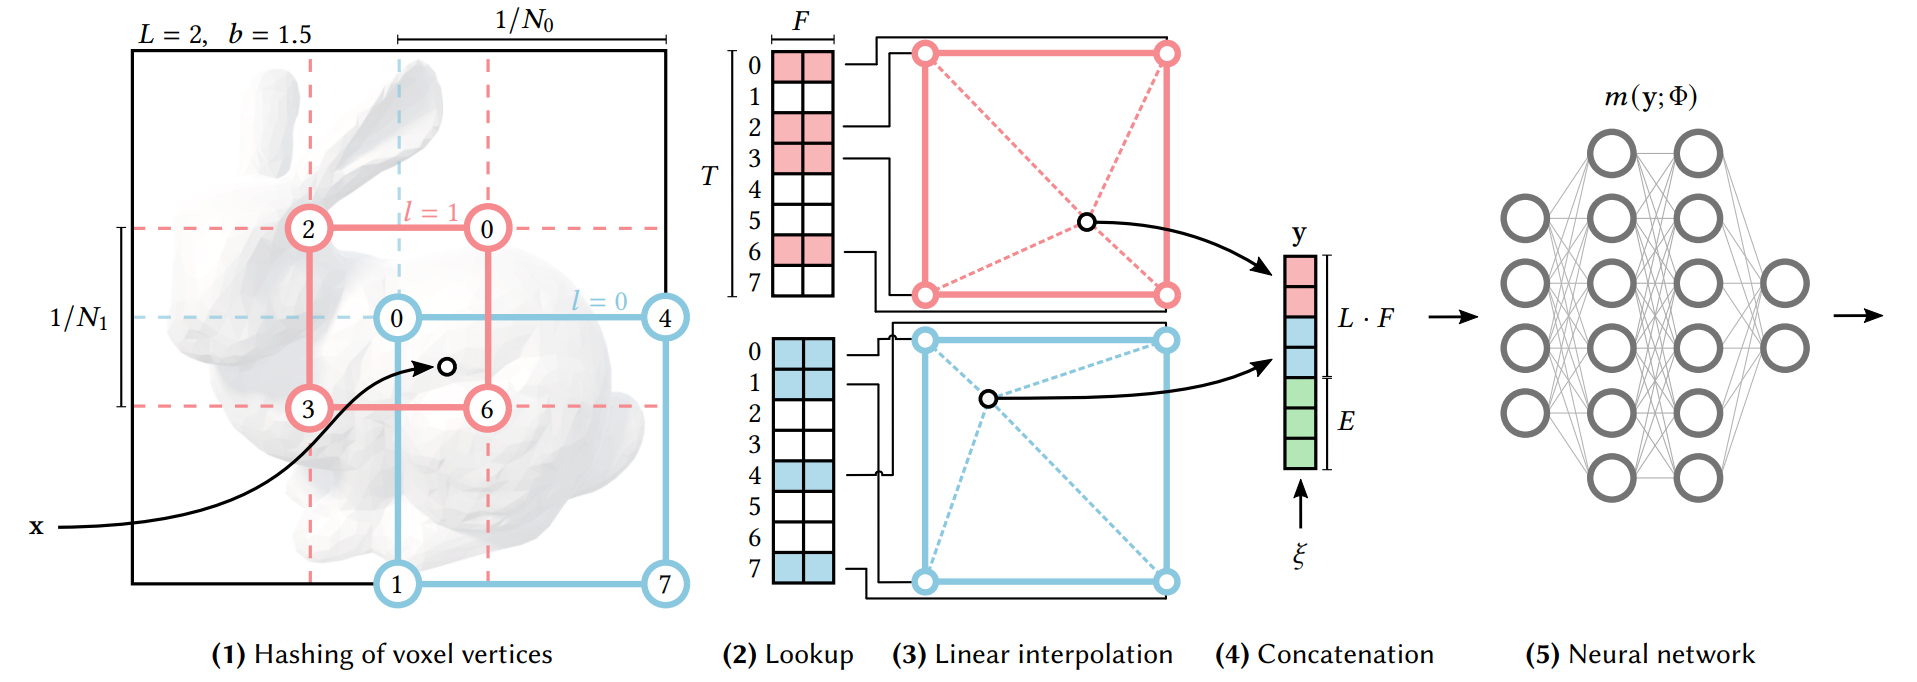 L = 2, b = 1.5
1/N₀
F
m(y; Φ)
T
0
1
2
3
4
5
6
7
2
l = 1
0
1/N₁
0
l = 0
4
3
6
x
1
7
0
1
2
3
4
5
6
7
y
L · F
E
ξ
(1) Hashing of voxel vertices
(2) Lookup
(3) Linear interpolation
(4) Concatenation
(5) Neural network